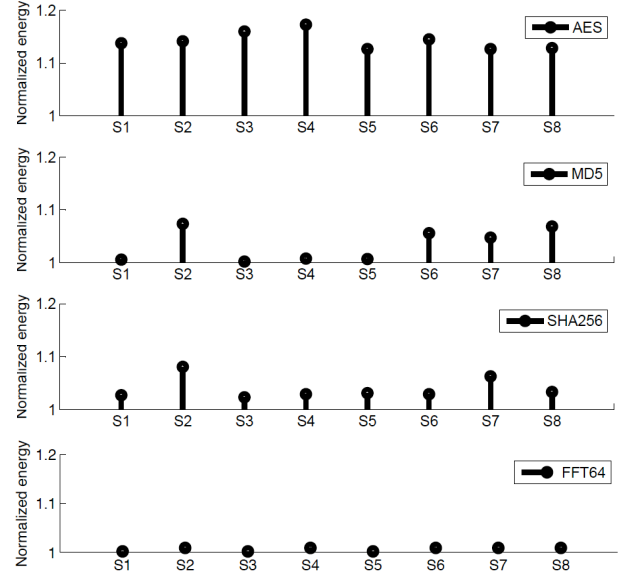 Normalized energy
1.2
1.1
1
AES
S1 S2 S3 S4 S5 S6 S7 S8
Normalized energy
1.2
1.1
1
MD5
S1 S2 S3 S4 S5 S6 S7 S8
Normalized energy
1.2
1.1
1
SHA256
S1 S2 S3 S4 S5 S6 S7 S8
Normalized energy
1.2
1.1
1
FFT64
S1 S2 S3 S4 S5 S6 S7 S8